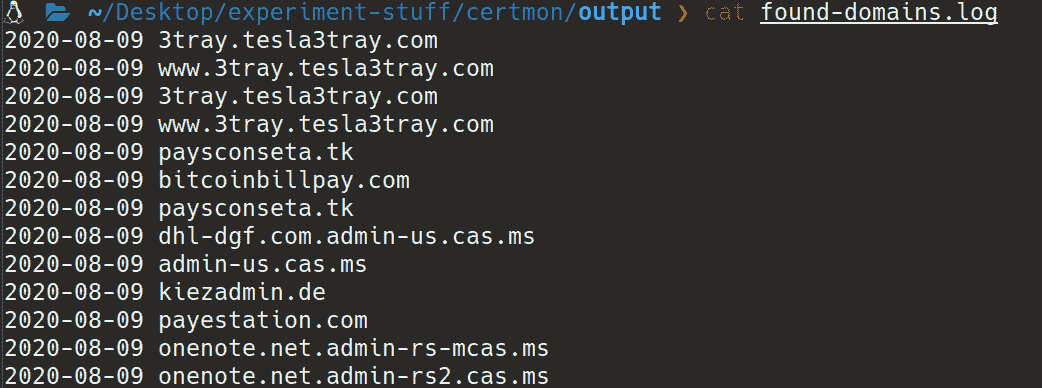 ~/Desktop/experiment-stuff/certmon/output ❯ cat found-domains.log
2020-08-09 3tray.tesla3tray.com
2020-08-09 www.3tray.tesla3tray.com
2020-08-09 3tray.tesla3tray.com
2020-08-09 www.3tray.tesla3tray.com
2020-08-09 paysconseta.tk
2020-08-09 bitcoinbillpay.com
2020-08-09 paysconseta.tk
2020-08-09 dhl-dgf.com.admin-us.cas.ms
2020-08-09 admin-us.cas.ms
2020-08-09 kiezadmin.de
2020-08-09 payestation.com
2020-08-09 onenote.net.admin-rs-mcas.ms
2020-08-09 onenote.net.admin-rs2.cas.ms